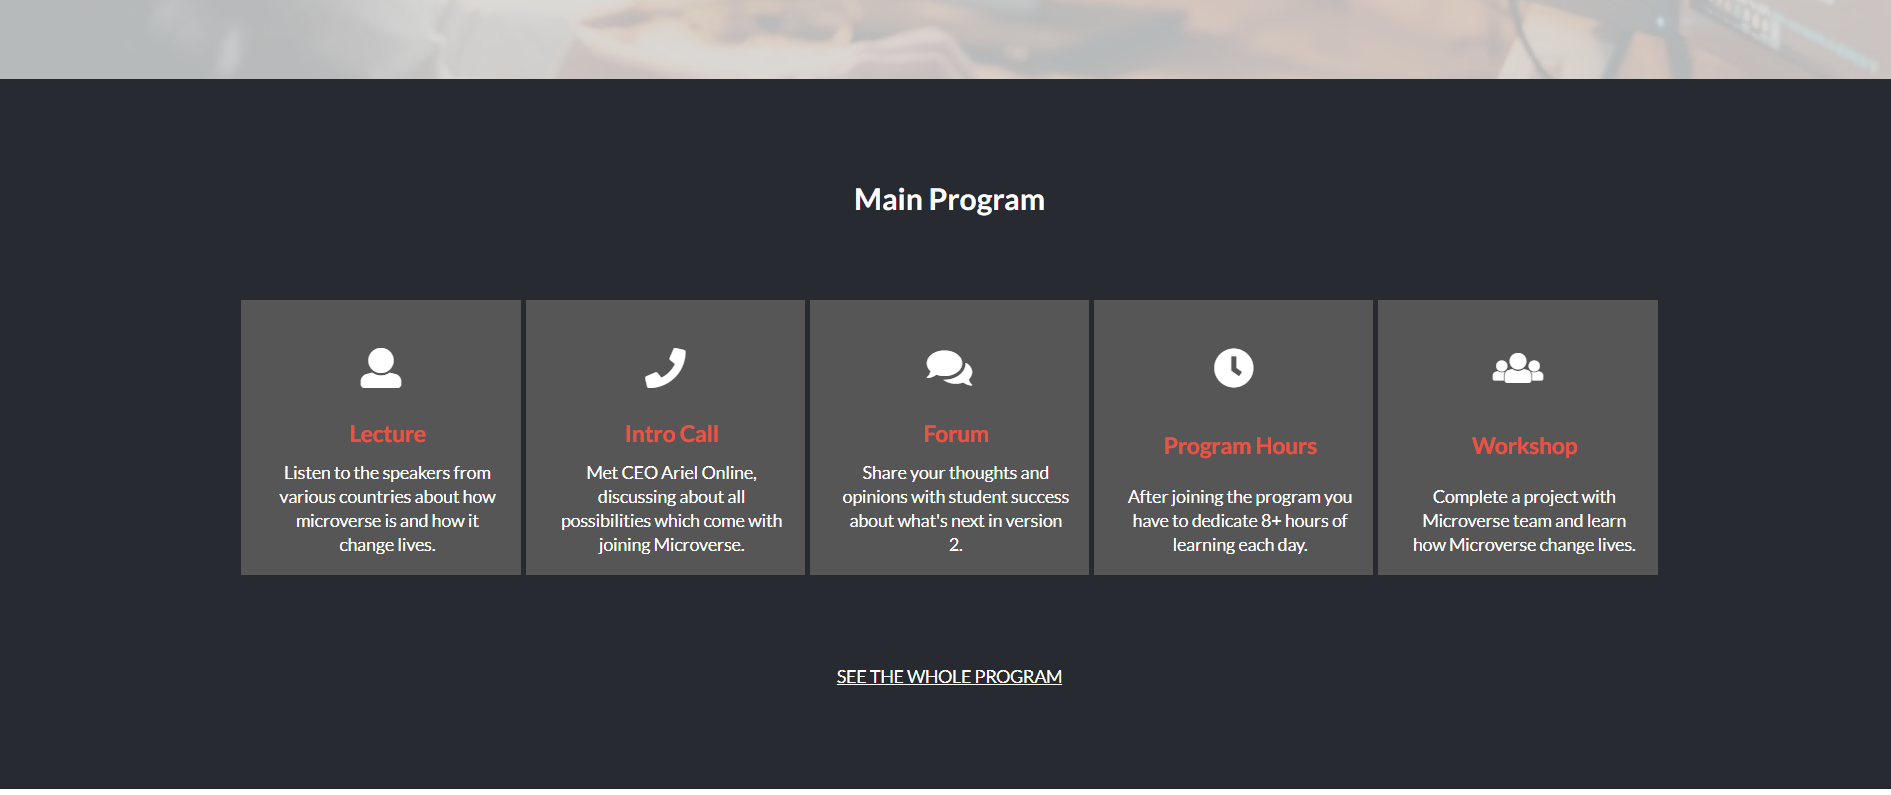 Main Program
Lecture
Listen to the speakers from
various countries about how
microverse is and how it
change lives.
Intro Call
Met CEO Ariel Online,
discussing about all
possibilities which come with
joining Microverse.
Forum
Share your thoughts and
opinions with student success
about what's next in version
2.
Program Hours
After joining the program you
have to dedicate 8+ hours of
learning each day.
Workshop
Complete a project with
Microverse team and learn
how Microverse change lives.
SEE THE WHOLE PROGRAM